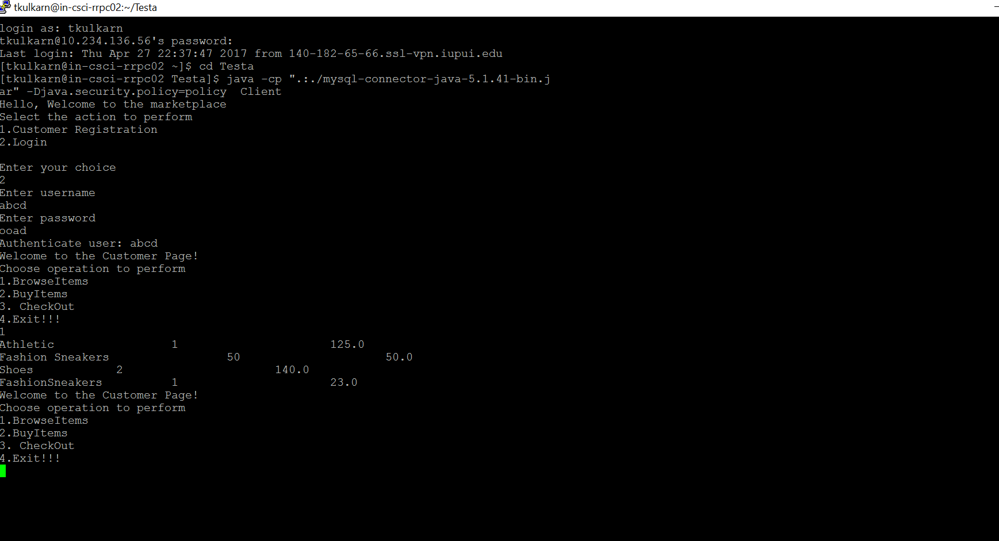 tkulkarn@in-csci-rrpc02:~/Testa
login as: tkulkarn
tkulkarn@10.234.136.56's password:
Last login: Thu Apr 27 22:37:47 2017 from 140-182-65-66.ssl-vpn.iupui.edu
[tkulkarn@in-csci-rrpc02 ~]$ cd Testa
[tkulkarn@in-csci-rrpc02 Testa]$ java -cp ".:./mysql-connector-java-5.1.41-bin.j
ar" -Djava.security.policy=policy  Client
Hello, Welcome to the marketplace
Select the action to perform
1.Customer Registration
2.Login
Enter your choice
2
Enter username
abcd
Enter password
ooad
Authenticate user: abcd
Welcome to the Customer Page!
Choose operation to perform
1.BrowseItems
2.BuyItems
3. CheckOut
4.Exit!!!
1
Athletic                 1                      125.0
Fashion Sneakers                 50                     50.0
Shoes            2                      140.0
FashionSneakers          1                      23.0
Welcome to the Customer Page!
Choose operation to perform
1.BrowseItems
2.BuyItems
3. CheckOut
4.Exit!!!